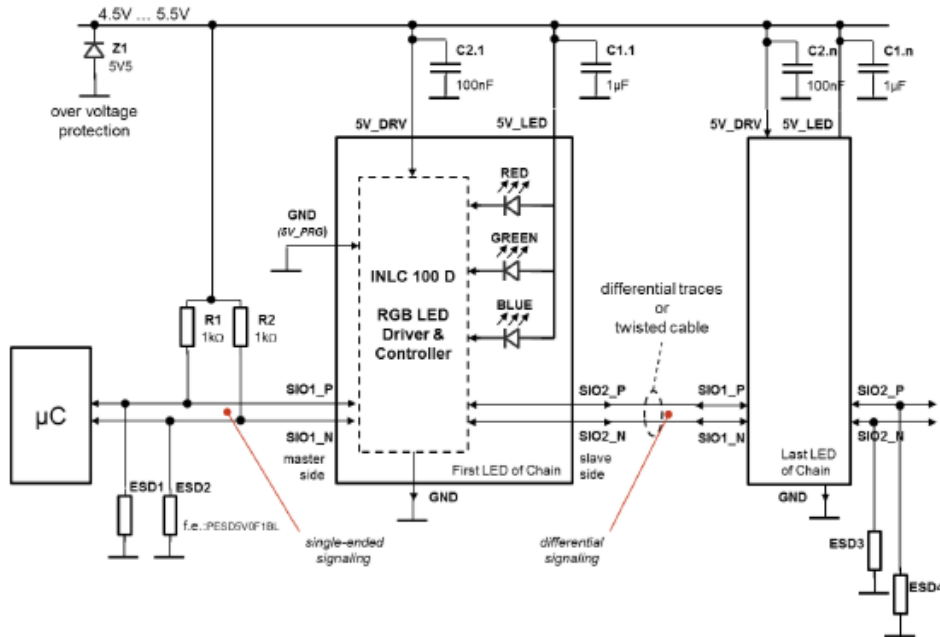 4.5V ... 5.5V
Z1
5V5
over voltage
protection
C2.1
100nF
C1.1
1µF
C2.n
100nF
C1.n
1µF
5V_DRV
5V_LED
5V_DRV
5V_LED
RED
GND
(5V_PRG)
GREEN
INLC 100 D
RGB LED
Driver &
Controller
BLUE
differential traces
or
twisted cable
R1
1kΩ
R2
1kΩ
µC
SIO1_P
SIO1_N
master
side
SIO2_P
SIO2_N
slave
side
First LED of Chain
SIO1_P
SIO1_N
SIO2_P
SIO2_N
Last LED
of Chain
GND
GND
ESD1
ESD2
f.e.:PESD5V0F1BL
single-ended
signaling
differential
signaling
ESD3
ESD4